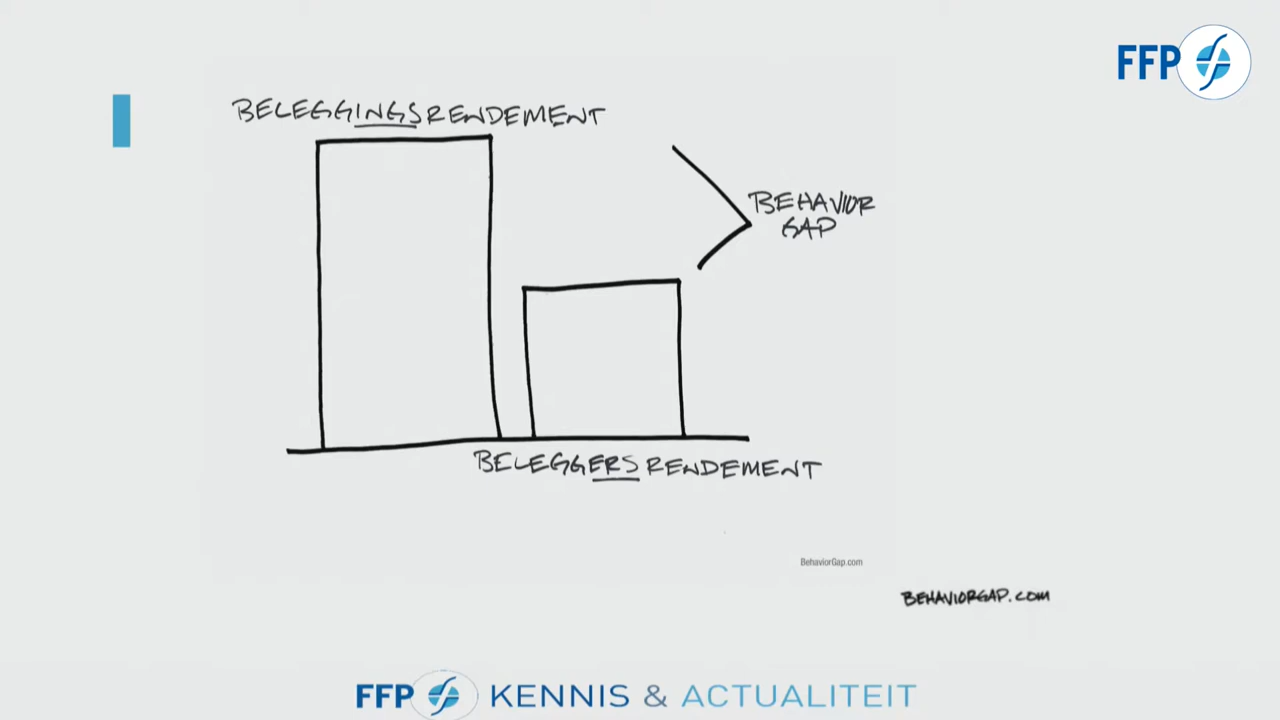 FFP
BELEGGINGSRENDEMENT
BEHAVIOR
GAP
BELEGGERSRENDEMENT
BehaviorGap.com
BEHAVIORGAP.COM
FFP KENNIS & ACTUALITEIT